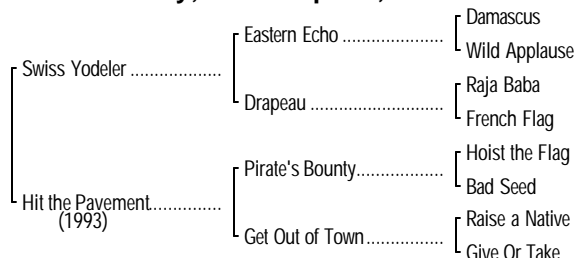 Damascus
Eastern Echo ....................
Wild Applause
Swiss Yodeler ..................
Raja Baba
Drapeau ..........................
French Flag
Hoist the Flag
Pirate's Bounty.................
Bad Seed
Hit the Pavement..............
(1993)
Raise a Native
Get Out of Town...............
Give Or Take